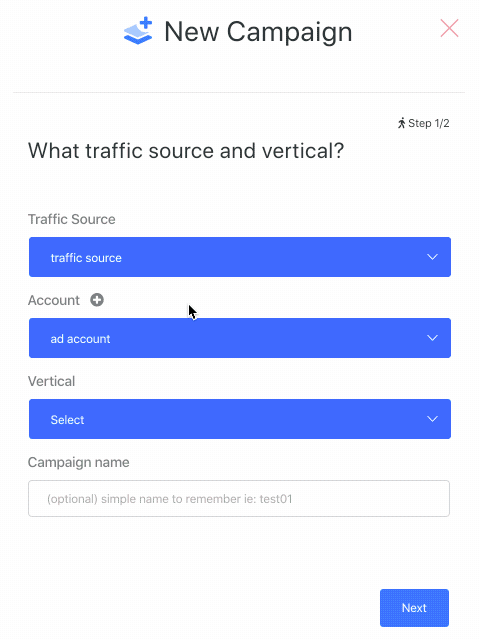 New Campaign
Step 1/2
What traffic source and vertical?
Traffic Source
traffic source
Account
ad account
Vertical
Select
Campaign name
(optional) simple name to remember ie: test01
Next